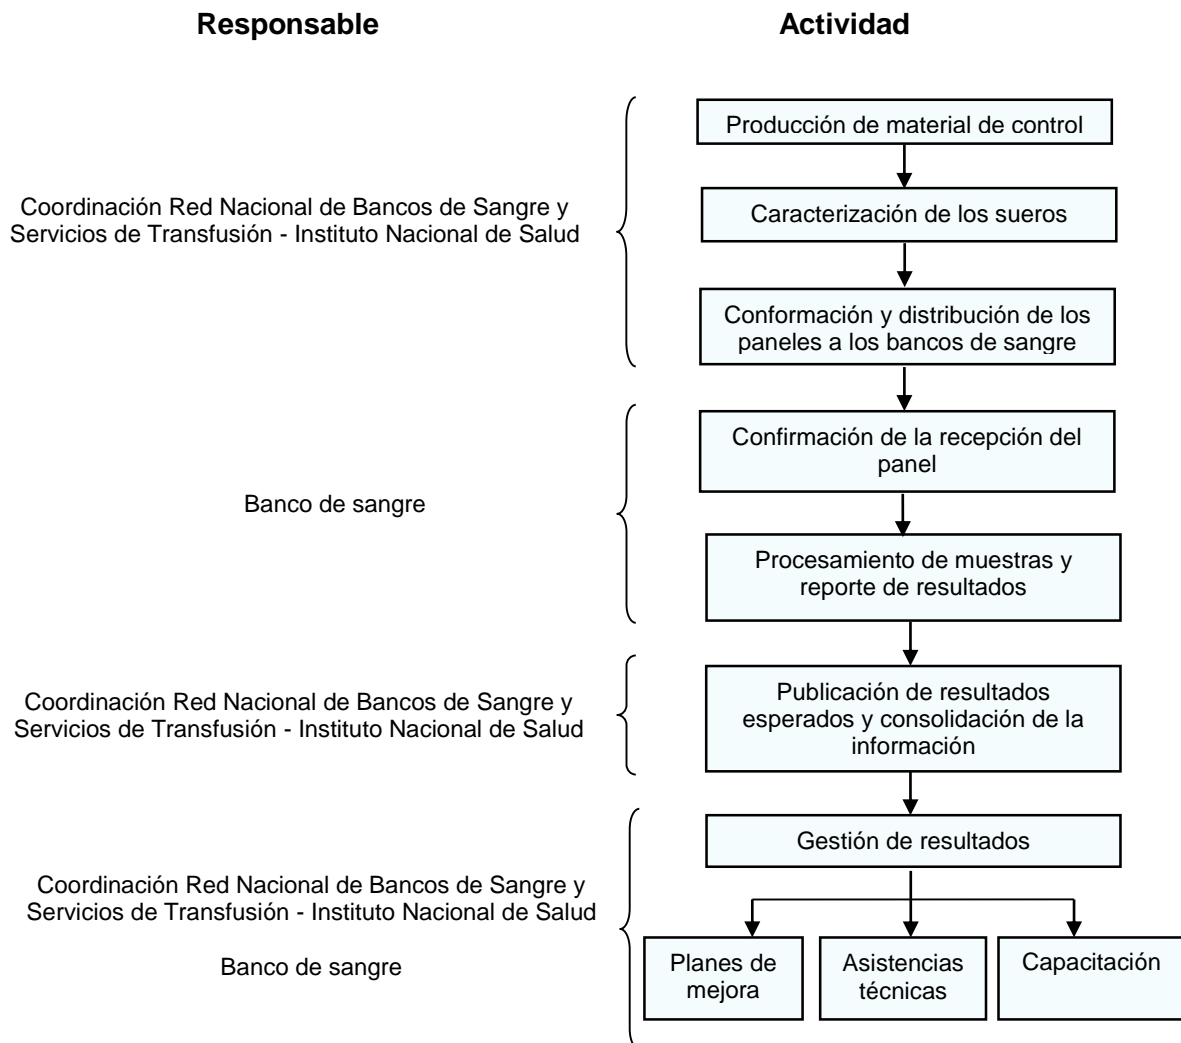 Responsable
Actividad
Producción de material de control
Coordinación Red Nacional de Bancos de Sangre y
Servicios de Transfusión - Instituto Nacional de Salud
Caracterización de los sueros
Conformación y distribución de los
paneles a los bancos de sangre
Banco de sangre
Confirmación de la recepción del
panel
Procesamiento de muestras y
reporte de resultados
Coordinación Red Nacional de Bancos de Sangre y
Servicios de Transfusión - Instituto Nacional de Salud
Publicación de resultados
esperados y consolidación de la
información
Coordinación Red Nacional de Bancos de Sangre y
Servicios de Transfusión - Instituto Nacional de Salud
Banco de sangre
Gestión de resultados
Planes de
mejora
Asistencias
técnicas
Capacitación